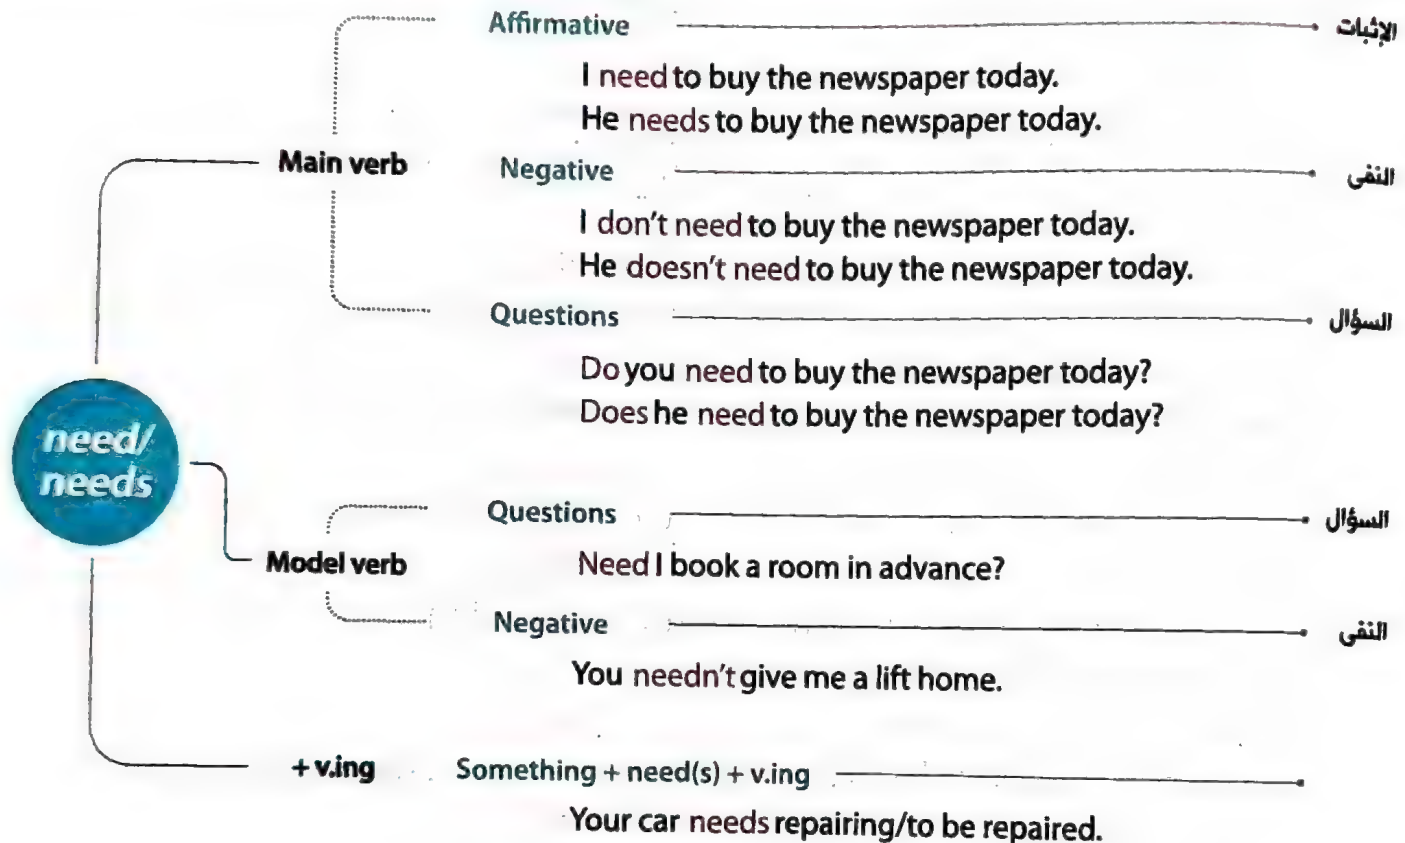 Affirmative الإثبات
I need to buy the newspaper today.
He needs to buy the newspaper today.
Main verb
Negative النفى
I don't need to buy the newspaper today.
He doesn't need to buy the newspaper today.
Questions السؤال
Do you need to buy the newspaper today?
Does he need to buy the newspaper today?
need/
needs
Questions السؤال
Model verb
Need I book a room in advance?
Negative النفى
You needn't give me a lift home.
+ v.ing Something + need(s) + v.ing
Your car needs repairing/to be repaired.